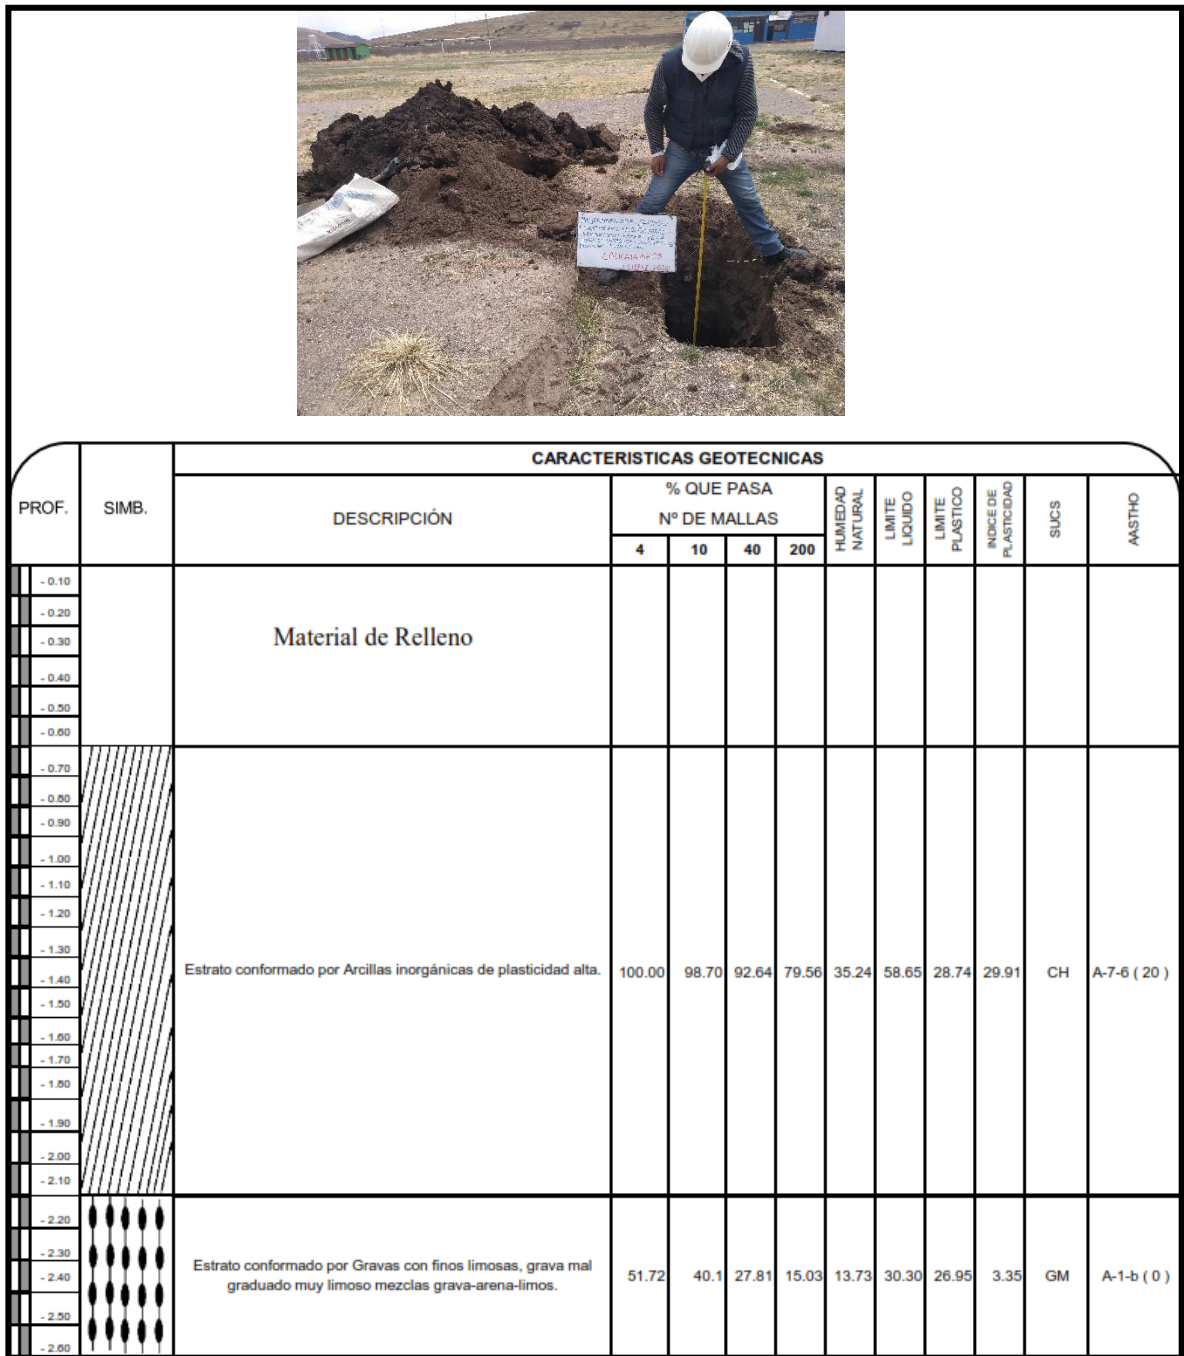 CARACTERISTICAS GEOTECNICAS
PROF.
SIMB.
DESCRIPCIÓN
% QUE PASA
Nº DE MALLAS
4 10 40 200
HUMEDAD NATURAL
LIMITE LIQUIDO
LIMITE PLASTICO
INDICE DE PLASTICIDAD
SUCS
AASTHO
- 0.10
- 0.20
- 0.30
- 0.40
- 0.50
- 0.60
Material de Relleno
- 0.70
- 0.80
- 0.90
- 1.00
- 1.10
- 1.20
- 1.30
- 1.40
- 1.50
- 1.60
- 1.70
- 1.80
- 1.90
- 2.00
- 2.10
Estrato conformado por Arcillas inorgánicas de plasticidad alta. 100.00 98.70 92.64 79.56 35.24 58.65 28.74 29.91 CH A-7-6 ( 20 )
- 2.20
- 2.30
- 2.40
- 2.50
- 2.60
Estrato conformado por Gravas con finos limosas, grava mal
graduado muy limoso mezclas grava-arena-limos.
51.72 40.1 27.81 15.03 13.73 30.30 26.95 3.35 GM A-1-b ( 0 )